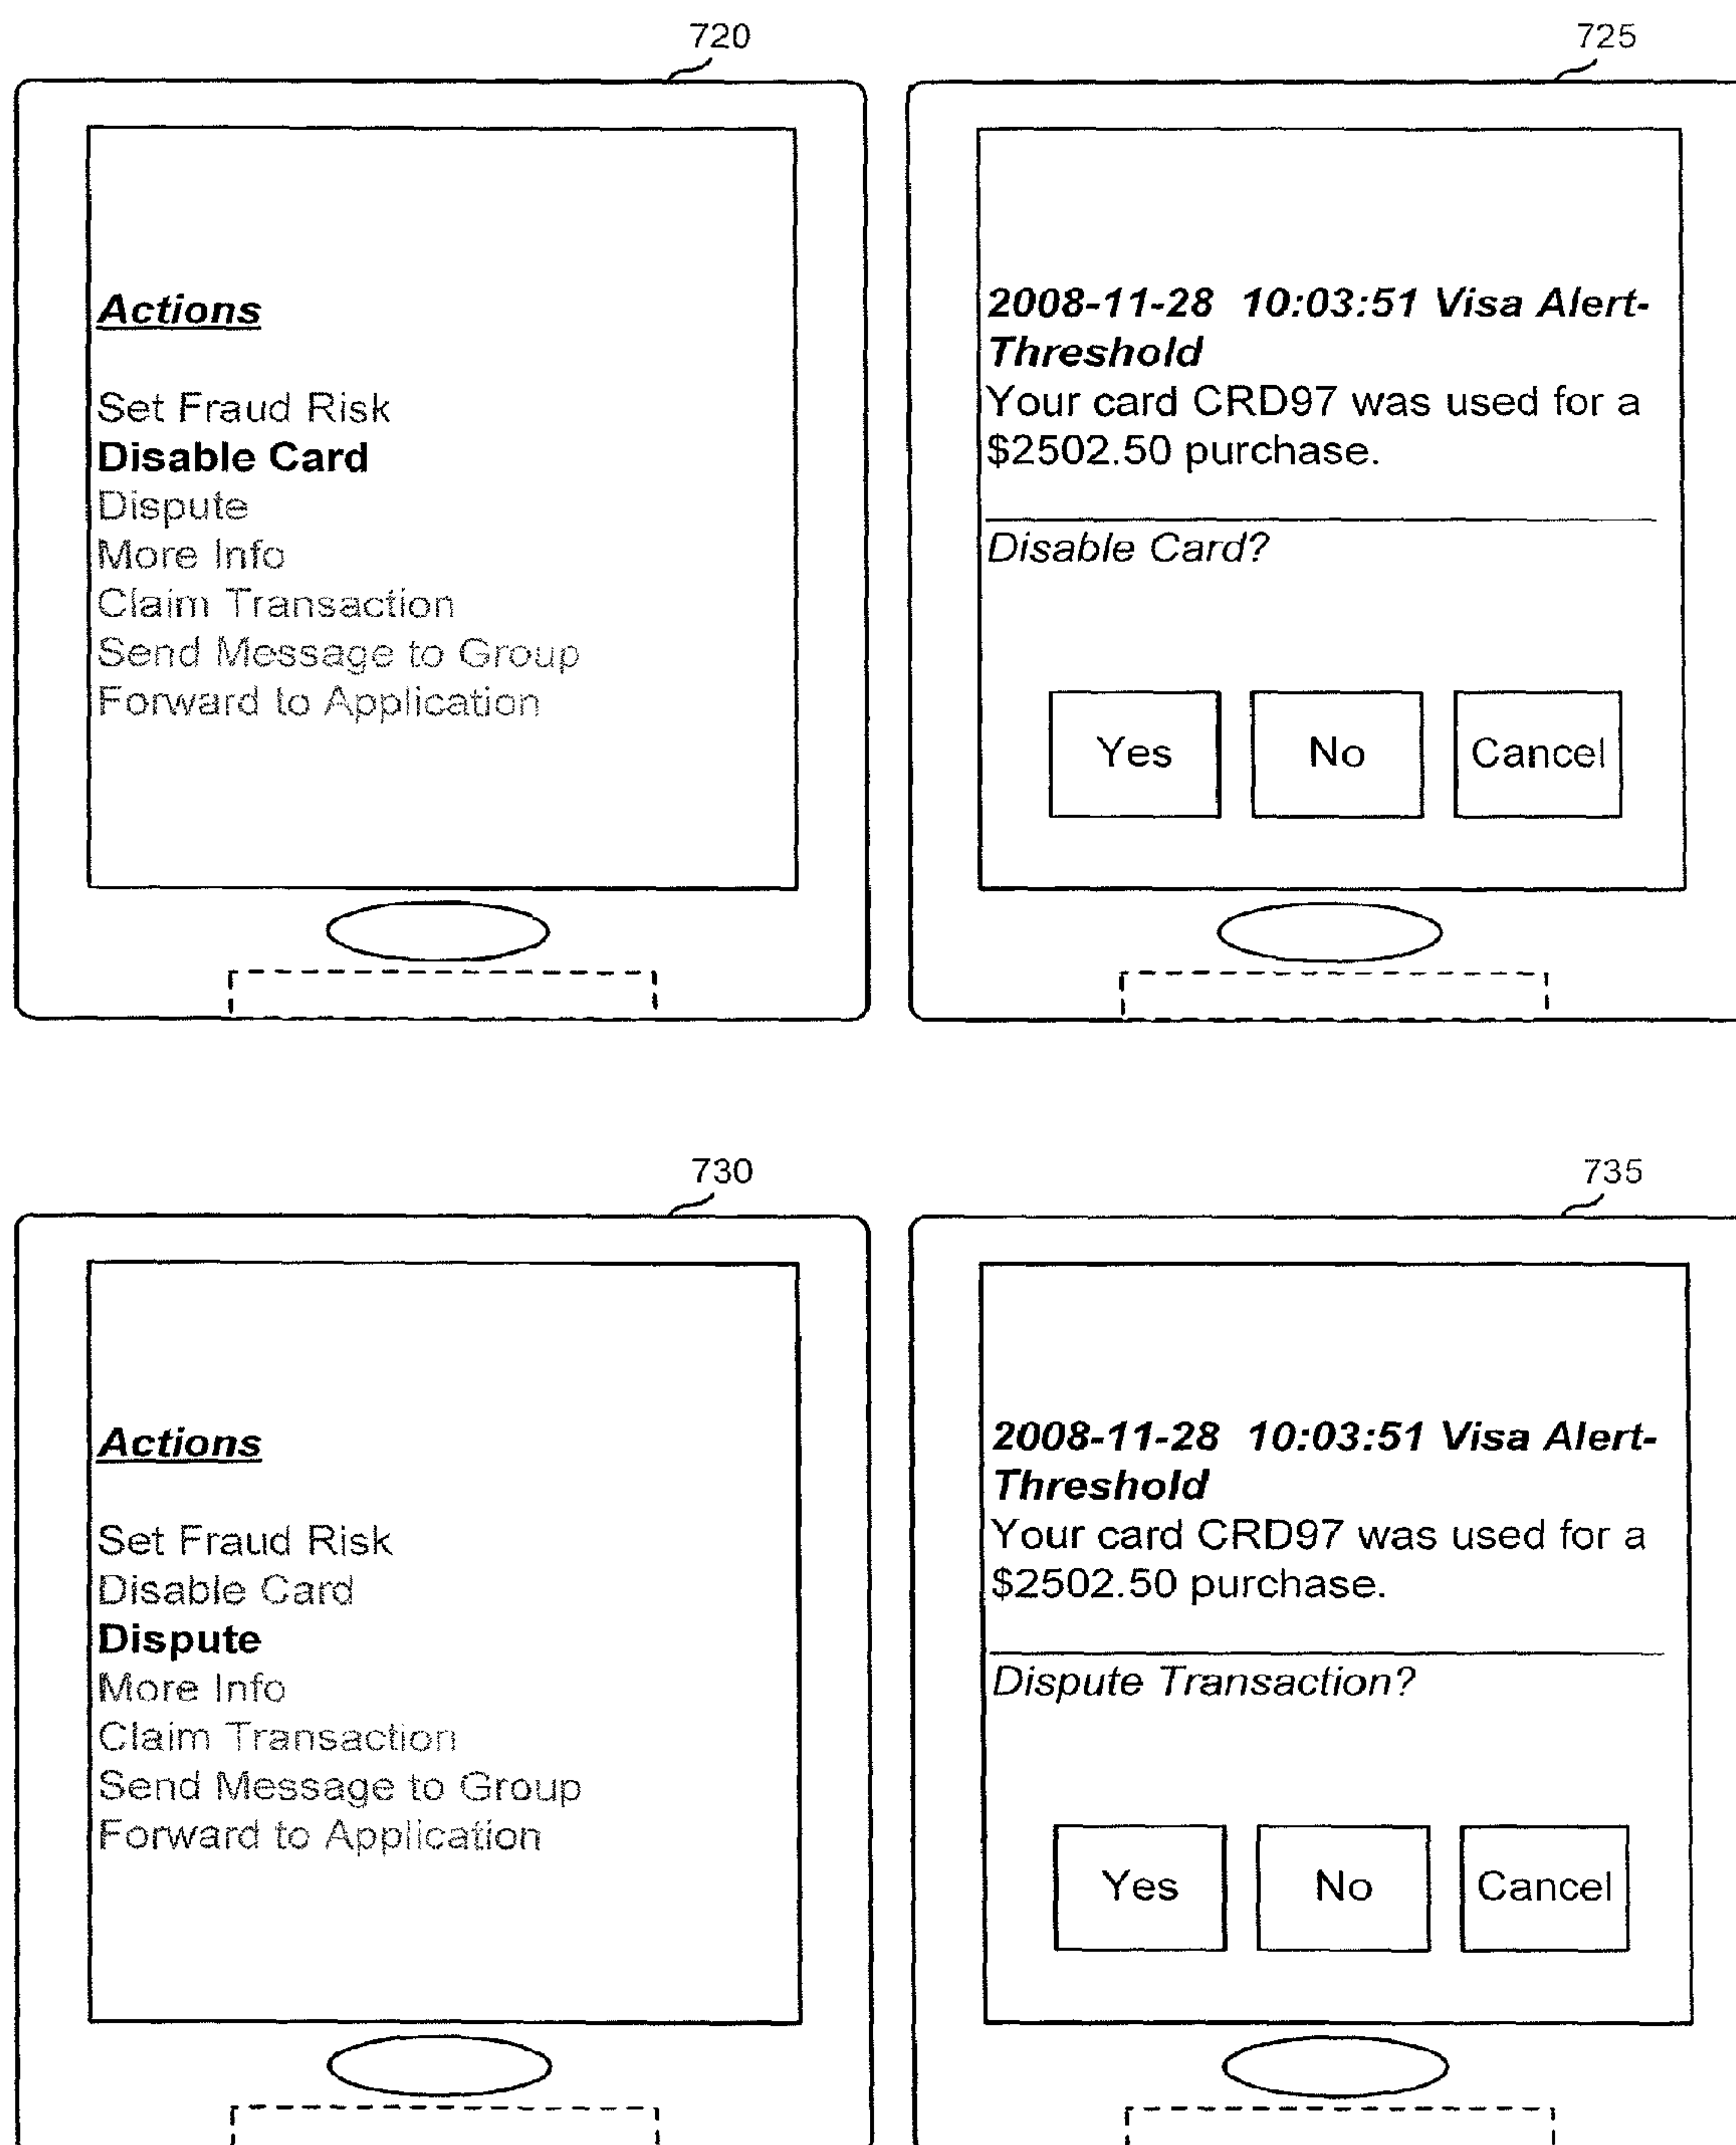 720
Actions
Set Fraud Risk
Disable Card
Dispute
More Info
Claim Transaction
Send Message to Group
Forward to Application
725
2008-11-28 10:03:51 Visa Alert-
Threshold
Your card CRD97 was used for a
$2502.50 purchase.
Disable Card?
Yes No Cancel
730
Actions
Set Fraud Risk
Disable Card
Dispute
More Info
Claim Transaction
Send Message to Group
Forward to Application
735
2008-11-28 10:03:51 Visa Alert-
Threshold
Your card CRD97 was used for a
$2502.50 purchase.
Dispute Transaction?
Yes No Cancel